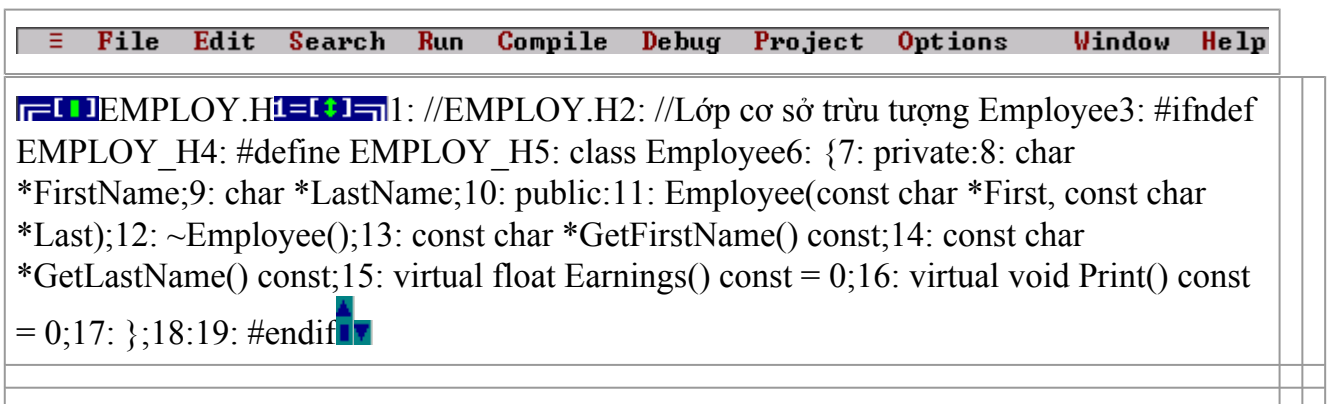 ≡ File Edit Search Run Compile Debug Project Options Window Help
╔═[▮]EMPLOY.H1=[↕]═╗1: //EMPLOY.H2: //Lớp cơ sở trừu tượng Employee3: #ifndef
EMPLOY_H4: #define EMPLOY_H5: class Employee6: {7: private:8: char
*FirstName;9: char *LastName;10: public:11: Employee(const char *First, const char
*Last);12: ~Employee();13: const char *GetFirstName() const;14: const char
*GetLastName() const;15: virtual float Earnings() const = 0;16: virtual void Print() const
= 0;17: };18:19: #endif